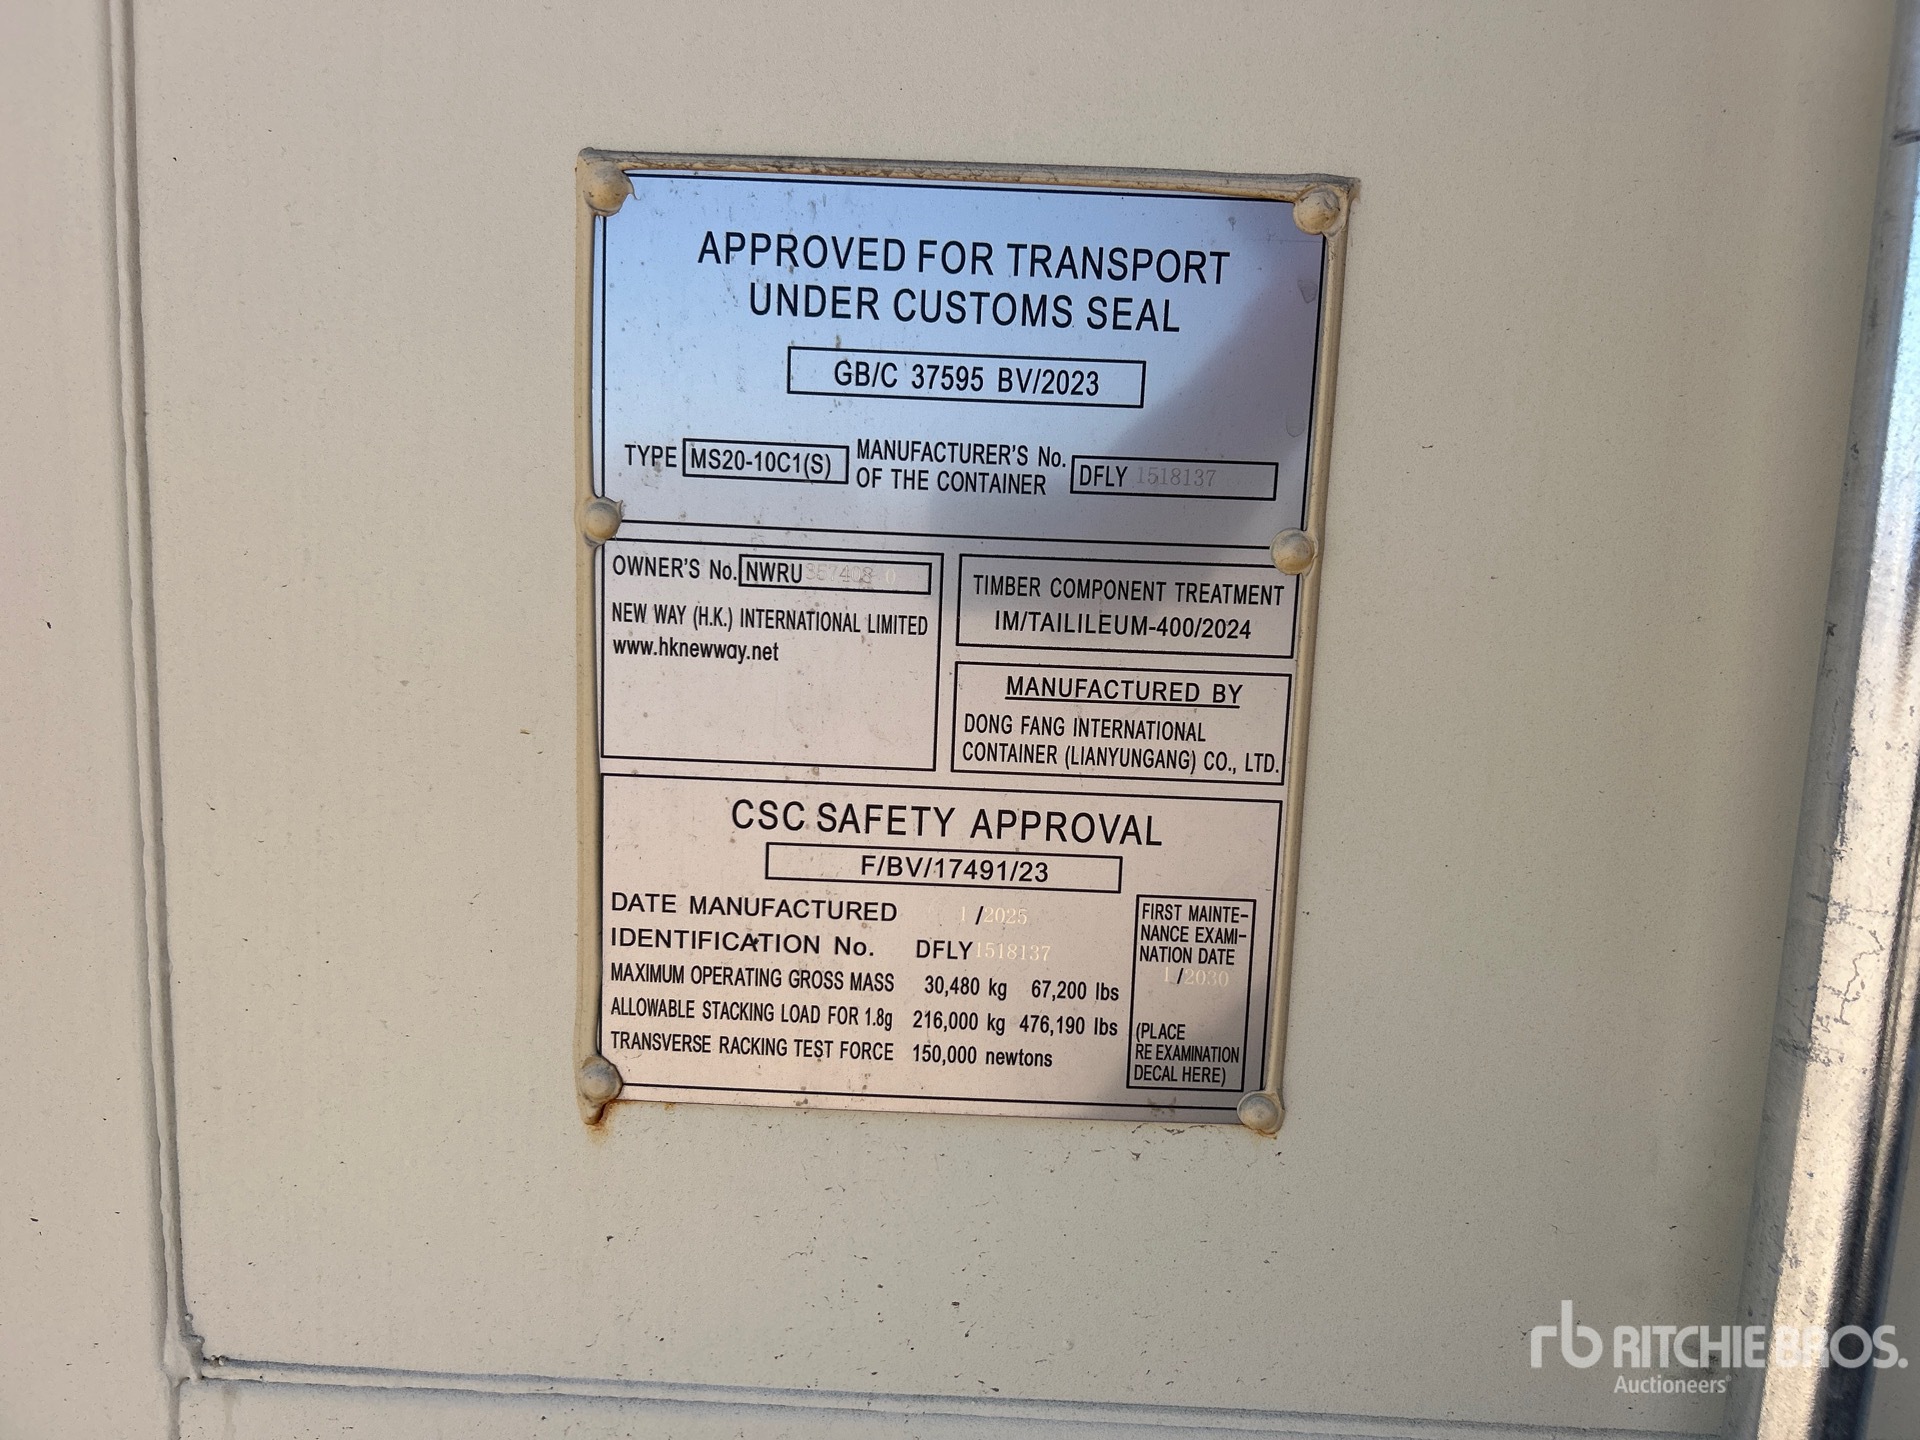 APPROVED FOR TRANSPORT
UNDER CUSTOMS SEAL
GB/C 37595 BV/2023
TYPE MS20-10C1(S) MANUFACTURER'S No. OF THE CONTAINER DFLY 1518137
OWNER'S No. NWRU
NEW WAY (H.K.) INTERNATIONAL LIMITED
www.hknewway.net
TIMBER COMPONENT TREATMENT
IM/TAILILEUM-400/2024
MANUFACTURED BY
DONG FANG INTERNATIONAL
CONTAINER (LIANYUNGANG) CO., LTD.
CSC SAFETY APPROVAL
F/BV/17491/23
DATE MANUFACTURED 1/2025
IDENTIFICATION No. DFLY1518137
MAXIMUM OPERATING GROSS MASS 30,480 kg 67,200 lbs
ALLOWABLE STACKING LOAD FOR 1.8g 216,000 kg 476,190 lbs
TRANSVERSE RACKING TEST FORCE 150,000 newtons
FIRST MAINTE-
NANCE EXAMI-
NATION DATE
1/2030
(PLACE
RE EXAMINATION
DECAL HERE)
rb RITCHIE BROS.
Auctioneers